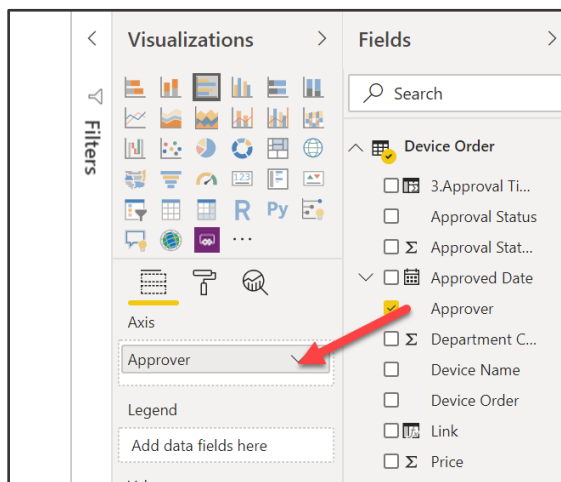 Visualizations
Fields
Filters
Search
123
R
Py
Device Order
3.Approval Ti...
Approval Status
Σ Approval Stat...
Approved Date
Approver
Σ Department C...
Device Name
Device Order
Link
Σ Price
Axis
Approver
Legend
Add data fields here